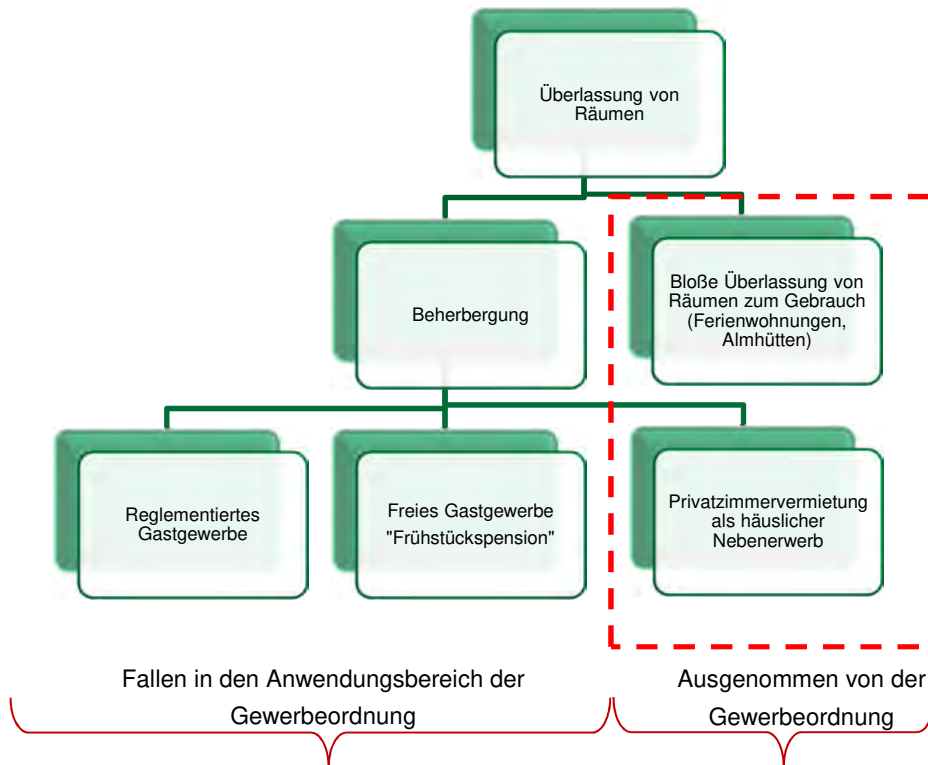 Überlassung von
Räumen
Beherbergung
Bloße Überlassung von
Räumen zum Gebrauch
(Ferienwohnungen,
Almhütten)
Reglementiertes
Gastgewerbe
Freies Gastgewerbe
"Frühstückspension"
Privatzimmervermietung
als häuslicher
Nebenerwerb
Fallen in den Anwendungsbereich der
Gewerbeordnung
Ausgenommen von der
Gewerbeordnung